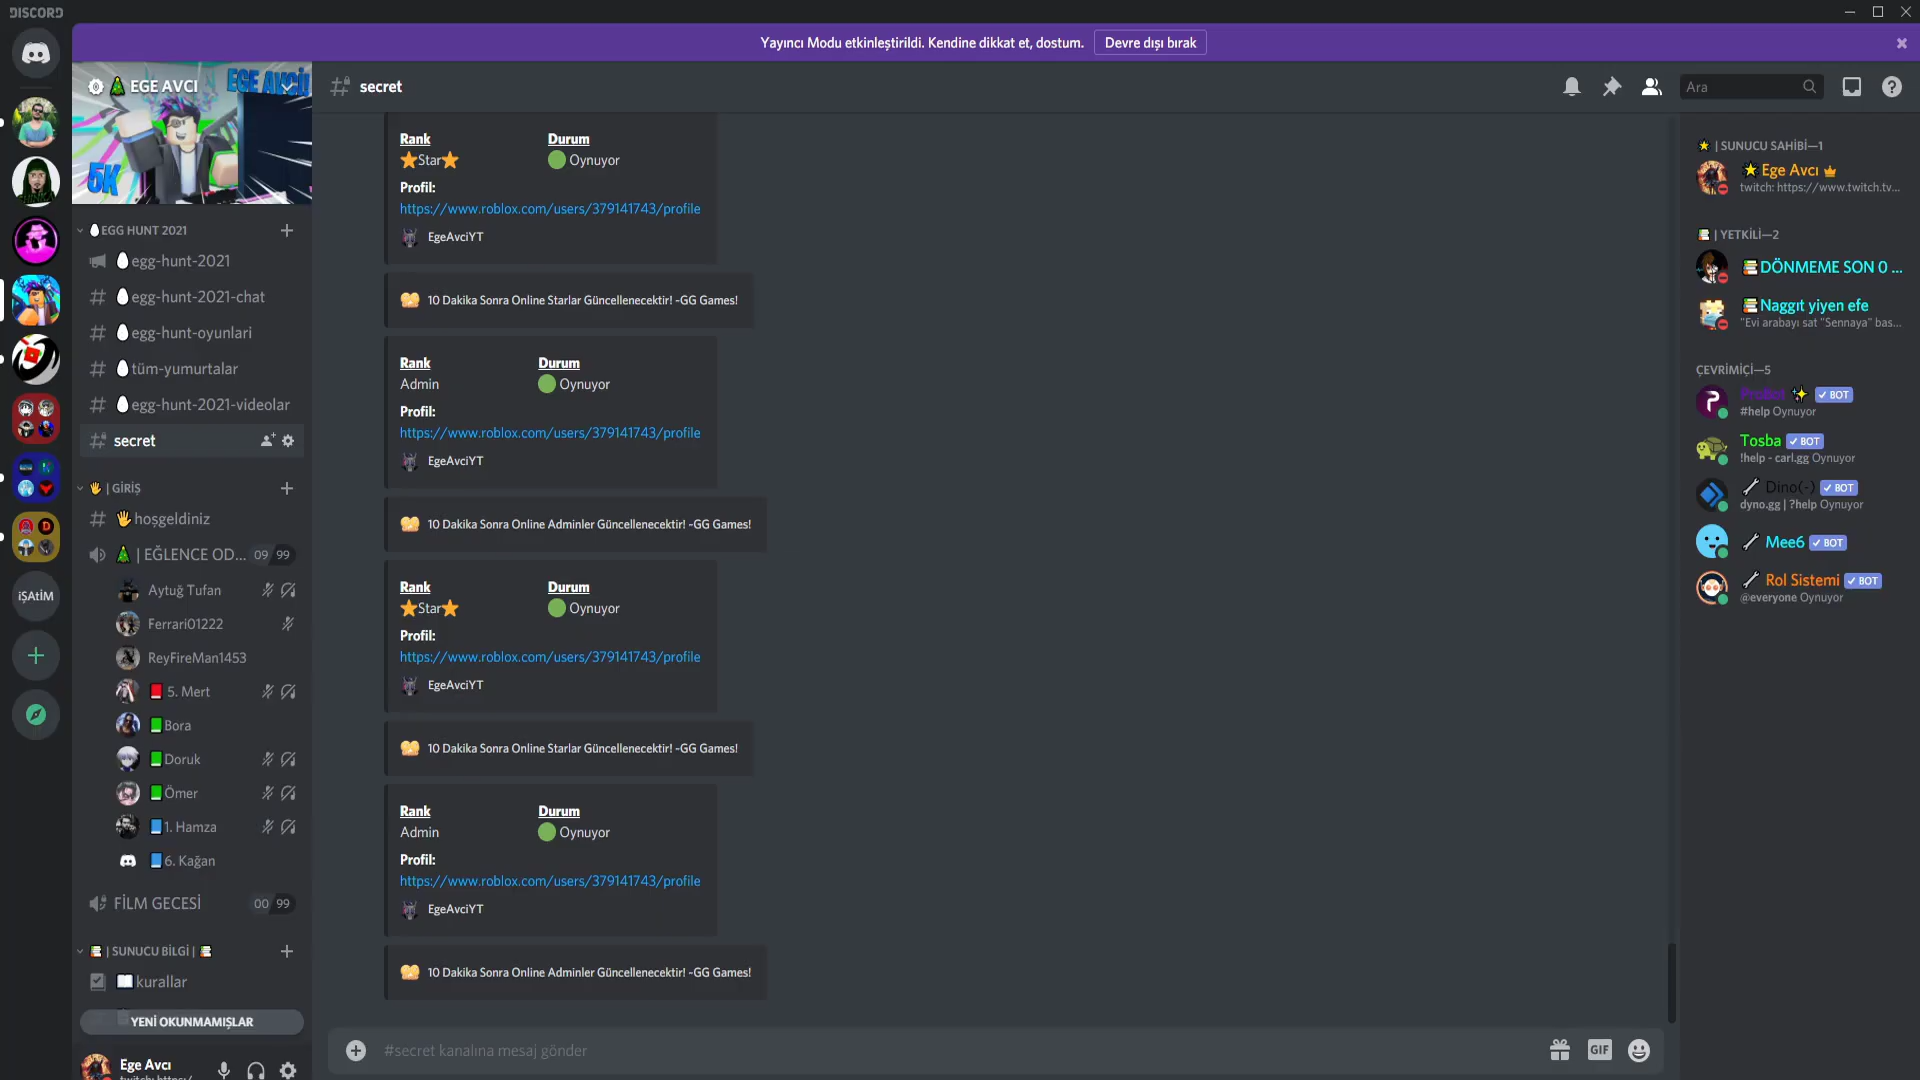 DISCORD
Yayıncı Modu etkinleştirildi. Kendine dikkat et, dostum.
Devre dışı bırak
EGE AVCI
EGE AVCİ
5K
EGG HUNT 2021
egg-hunt-2021
egg-hunt-2021-chat
egg-hunt-oyunlari
tüm-yumurtalar
egg-hunt-2021-videolar
secret
| GİRİŞ
hoşgeldiniz
| EĞLENCE OD... 09 99
Aytuğ Tufan
Ferrari01222
ReyFireMan1453
5. Mert
Bora
Doruk
Ömer
1. Hamza
6. Kağan
FİLM GECESİ 00 99
| SUNUCU BİLGİ |
kurallar
YENİ OKUNMAMIŞLAR
Ege Avcı
twitch: https:/
iŞAtİM
secret
Ara
Rank Durum
Star Oynuyor
Profil:
https://www.roblox.com/users/379141743/profile
EgeAvciYT
10 Dakika Sonra Online Starlar Güncellenecektir! -GG Games!
Rank Durum
Admin Oynuyor
Profil:
https://www.roblox.com/users/379141743/profile
EgeAvciYT
10 Dakika Sonra Online Adminler Güncellenecektir! -GG Games!
Rank Durum
Star Oynuyor
Profil:
https://www.roblox.com/users/379141743/profile
EgeAvciYT
10 Dakika Sonra Online Starlar Güncellenecektir! -GG Games!
Rank Durum
Admin Oynuyor
Profil:
https://www.roblox.com/users/379141743/profile
EgeAvciYT
10 Dakika Sonra Online Adminler Güncellenecektir! -GG Games!
#secret kanalına mesaj gönder
GIF
| SUNUCU SAHİBİ—1
Ege Avcı
twitch: https://www.twitch.tv...
| YETKİLİ—2
DÖNMEME SON 0 ...
Naggıt yiyen efe
"Evi arabayı sat "Sennaya" bas...
ÇEVRİMİÇİ—5
ProBot BOT
#help Oynuyor
Tosba BOT
!help - carl.gg Oynuyor
Dino(-) BOT
dyno.gg | ?help Oynuyor
Mee6 BOT
Rol Sistemi BOT
@everyone Oynuyor